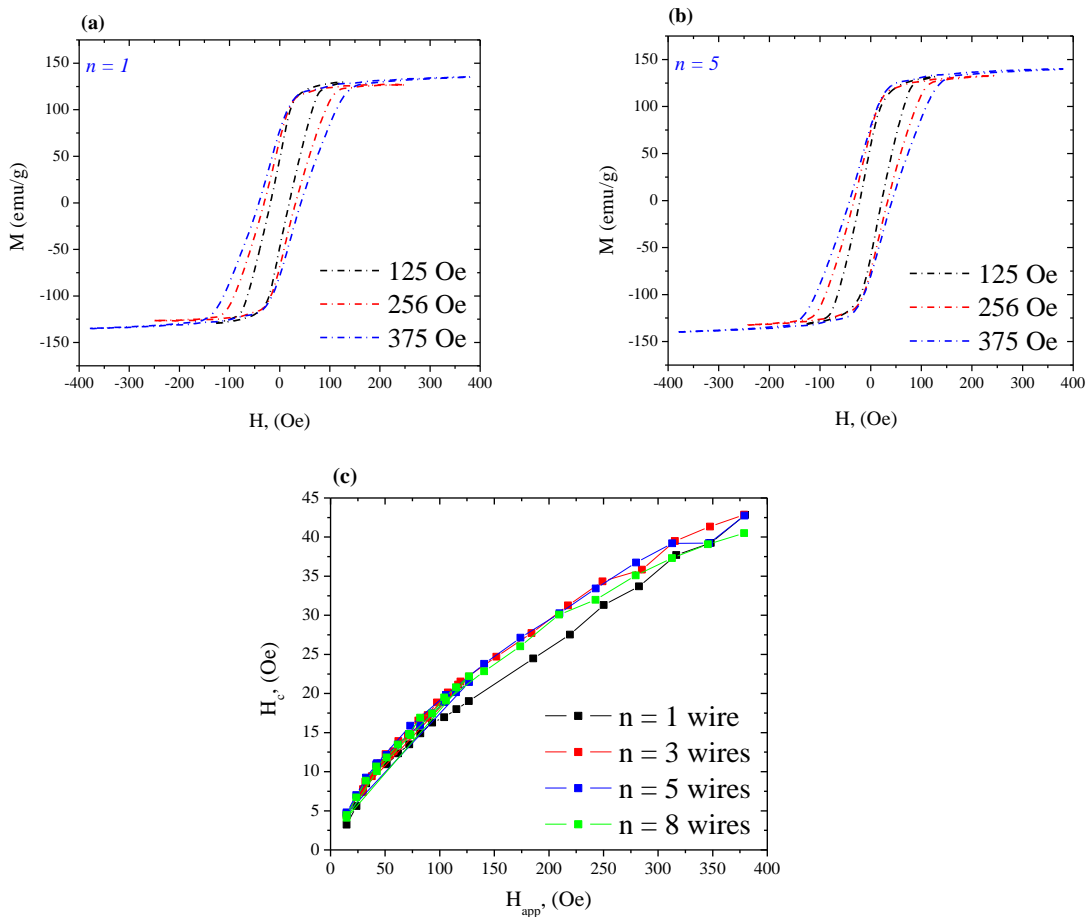 (a)
n = 1
150
100
50
0
-50
-100
-150
M (emu/g)
125 Oe
256 Oe
375 Oe
-400 -300 -200 -100 0 100 200 300 400
H, (Oe)
(b)
n = 5
150
100
50
0
-50
-100
-150
M (emu/g)
125 Oe
256 Oe
375 Oe
-400 -300 -200 -100 0 100 200 300 400
H, (Oe)
(c)
45
40
35
30
25
20
15
10
5
0
H_c, (Oe)
n = 1 wire
n = 3 wires
n = 5 wires
n = 8 wires
0 50 100 150 200 250 300 350 400
H_app, (Oe)